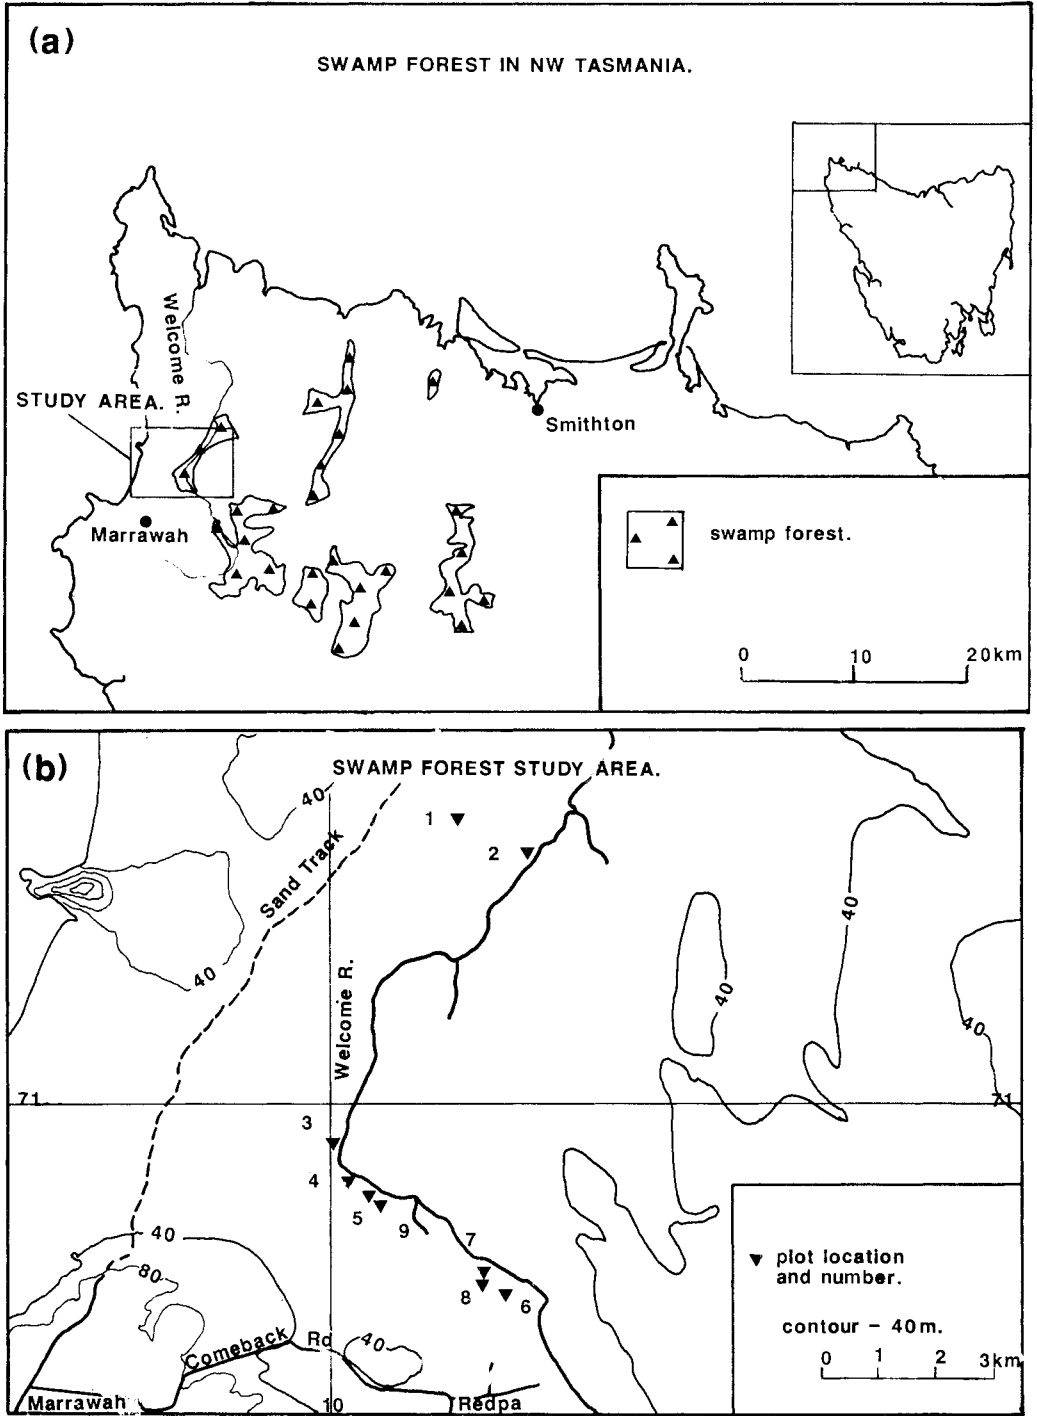 (a)
SWAMP FOREST IN NW TASMANIA.
Welcome R.
STUDY AREA.
Smithton
Marrawah
swamp forest.
0 10 20km
(b)
SWAMP FOREST STUDY AREA.
40
1
2
Sand Track
40
40
40
40
Welcome R.
71
71
3
4
5
9
7
8
6
40
80
plot location
and number.
contour - 40m.
0 1 2 3km
Comeback Rd
40
Marrawah
10
Redpa